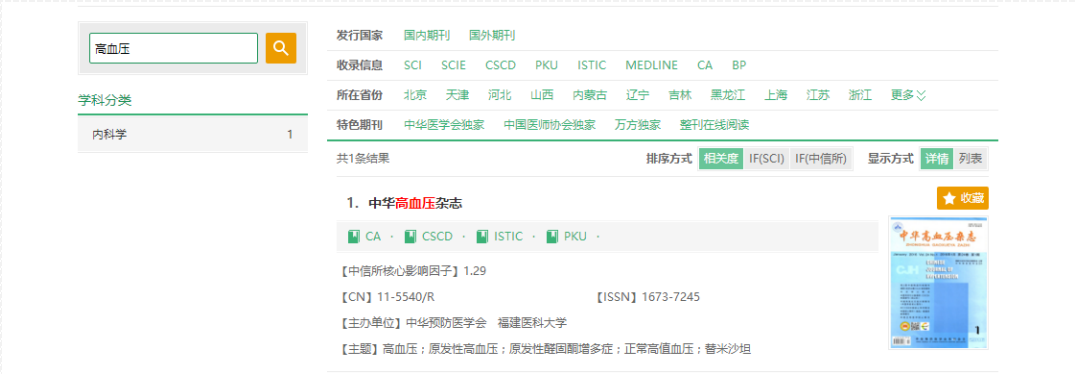 高血压
学科分类
内科学 1
发行国家 国内期刊 国外期刊
收录信息 SCI SCIE CSCD PKU ISTIC MEDLINE CA BP
所在省份 北京 天津 河北 山西 内蒙古 辽宁 吉林 黑龙江 上海 江苏 浙江 更多
特色期刊 中华医学会独家 中国医师协会独家 万方独家 整刊在线阅读
共1条结果 排序方式 相关度 IF(SCI) IF(中信所) 显示方式 详情 列表
收藏
1. 中华高血压杂志
CA · CSCD · ISTIC · PKU ·
【中信所核心影响因子】1.29
【CN】11-5540/R 【ISSN】1673-7245
【主办单位】中华预防医学会 福建医科大学
【主题】高血压；原发性高血压；原发性醛固酮增多症；正常高值血压；替米沙坦
中华高血压杂志
CJH
1